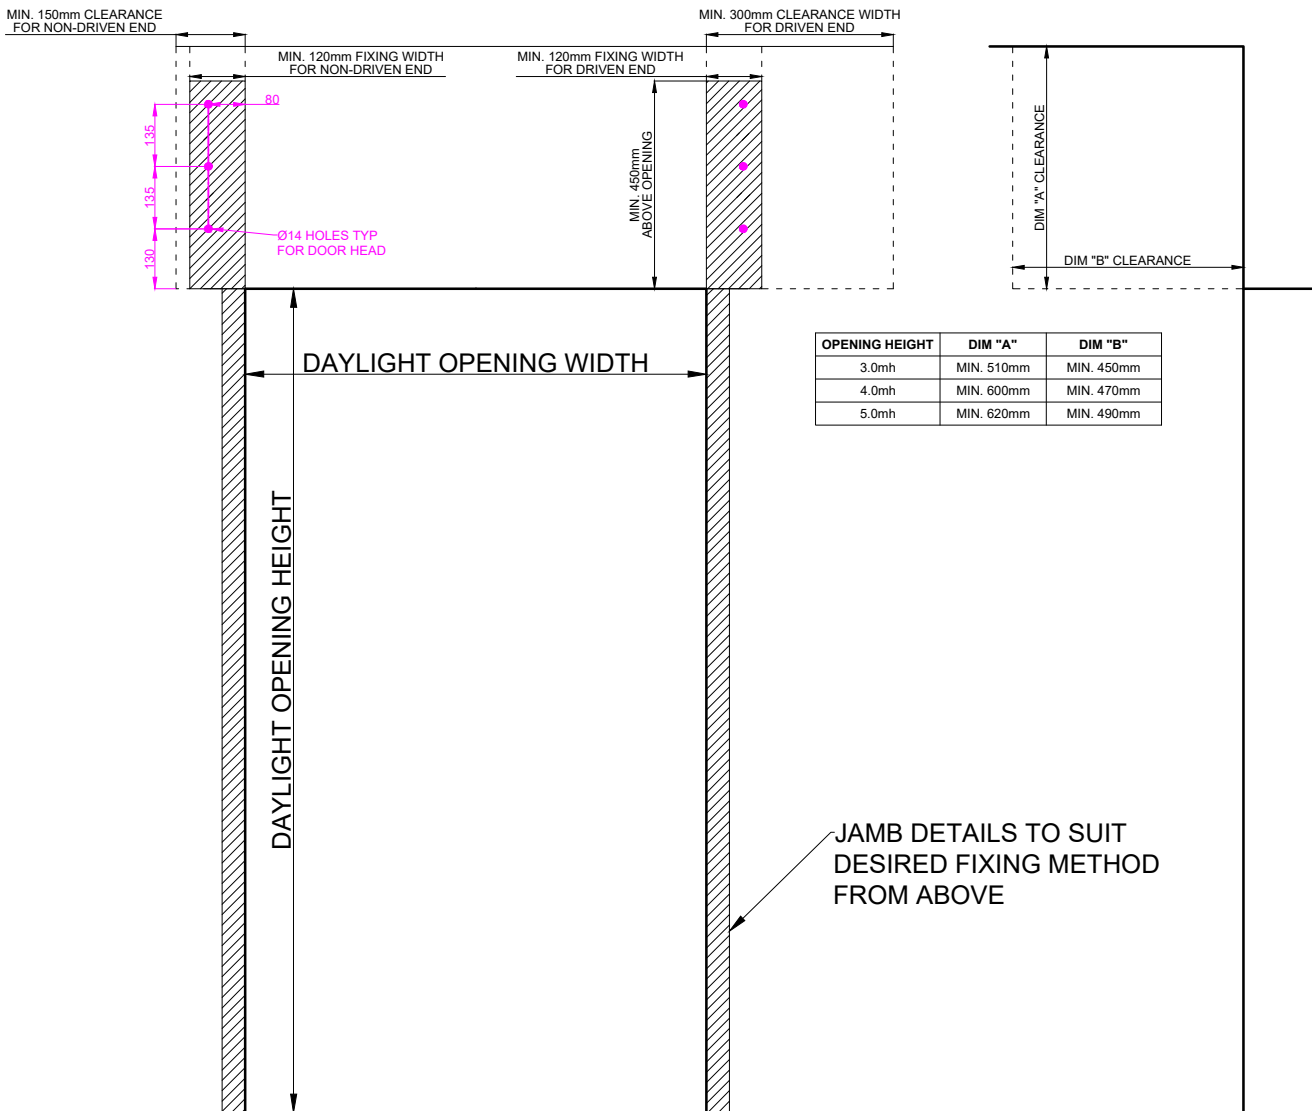 MIN. 150mm CLEARANCE
FOR NON-DRIVEN END
MIN. 300mm CLEARANCE WIDTH
FOR DRIVEN END
MIN. 120mm FIXING WIDTH
FOR NON-DRIVEN END
MIN. 120mm FIXING WIDTH
FOR DRIVEN END
80
135
135
130
Ø14 HOLES TYP
FOR DOOR HEAD
MIN. 450mm
ABOVE OPENING
DIM "A" CLEARANCE
DIM "B" CLEARANCE
OPENING HEIGHT DIM "A" DIM "B"
3.0mh MIN. 510mm MIN. 450mm
4.0mh MIN. 600mm MIN. 470mm
5.0mh MIN. 620mm MIN. 490mm
DAYLIGHT OPENING WIDTH
DAYLIGHT OPENING HEIGHT
JAMB DETAILS TO SUIT
DESIRED FIXING METHOD
FROM ABOVE